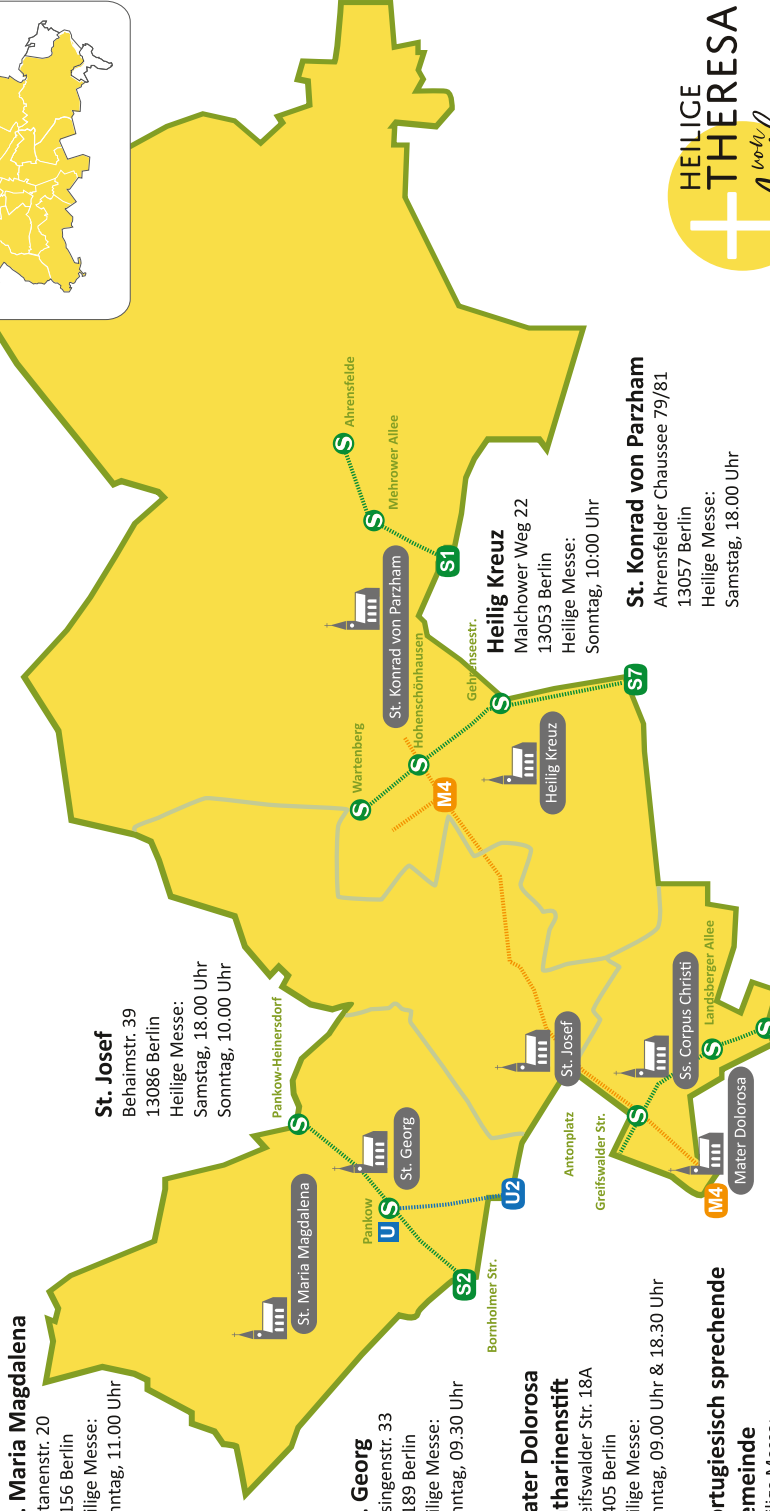 . Maria Magdalena
tanenstr. 20
156 Berlin
ilige Messe:
nntag, 11.00 Uhr
St. Josef
Behaimstr. 39
13086 Berlin
Heilige Messe:
Samstag, 18.00 Uhr
Sonntag, 10.00 Uhr
. Georg
singenstr. 33
189 Berlin
ilige Messe:
nntag, 09.30 Uhr
ater Dolorosa
tharinenstift
eifswalder Str. 18A
405 Berlin
ilige Messe:
nntag, 09.00 Uhr & 18.30 Uhr
rtugiesisch sprechende
emeinde
Heilig Kreuz
Malchower Weg 22
13053 Berlin
Heilige Messe:
Sonntag, 10:00 Uhr
St. Konrad von Parzham
Ahrensfelder Chaussee 79/81
13057 Berlin
Heilige Messe:
Samstag, 18.00 Uhr
St. Maria Magdalena
Pankow-Heinersdorf
S
St. Georg
Pankow
U S
S2
Bornholmer Str.
U2
Wartenberg
S
Hohenschönhausen
S
M4
Gehrenseestr.
S
S7
Heilig Kreuz
St. Konrad von Parzham
Ahrensfelde
S
Mehrower Allee
S
S1
St. Josef
Antonplatz
Greifswalder Str.
S
Ss. Corpus Christi
Landsberger Allee
S
S
Mater Dolorosa
M4
HEILIGE
THERESA
von